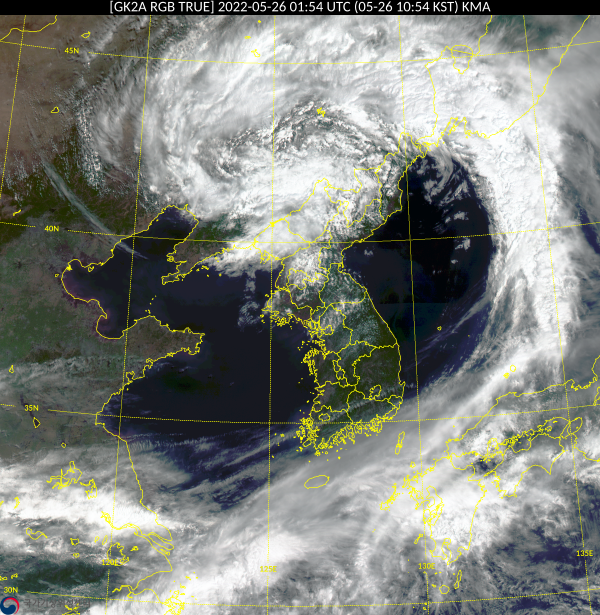 [GK2A RGB TRUE] 2022-05-26 01:54 UTC (05-26 10:54 KST) KMA
45N
40N
35N
135E
120E
125E
130E
30N